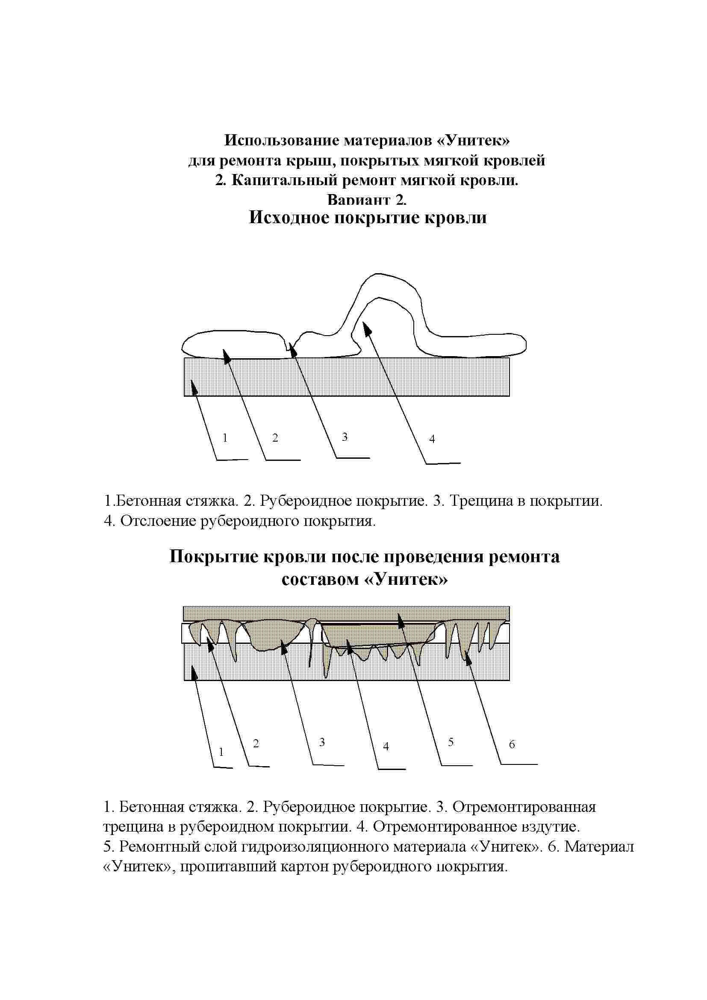 Использование материалов «Унитек»
для ремонта крыш, покрытых мягкой кровлей
2. Капитальный ремонт мягкой кровли.
Вариант 2.
Исходное покрытие кровли
1 2 3 4
1.Бетонная стяжка. 2. Рубероидное покрытие. 3. Трещина в покрытии.
4. Отслоение рубероидного покрытия.
Покрытие кровли после проведения ремонта
составом «Унитек»
1 2 3 4 5 6
1. Бетонная стяжка. 2. Рубероидное покрытие. 3. Отремонтированная
трещина в рубероидном покрытии. 4. Отремонтированное вздутие.
5. Ремонтный слой гидроизоляционного материала «Унитек». 6. Материал
«Унитек», пропитавший картон рубероидного покрытия.